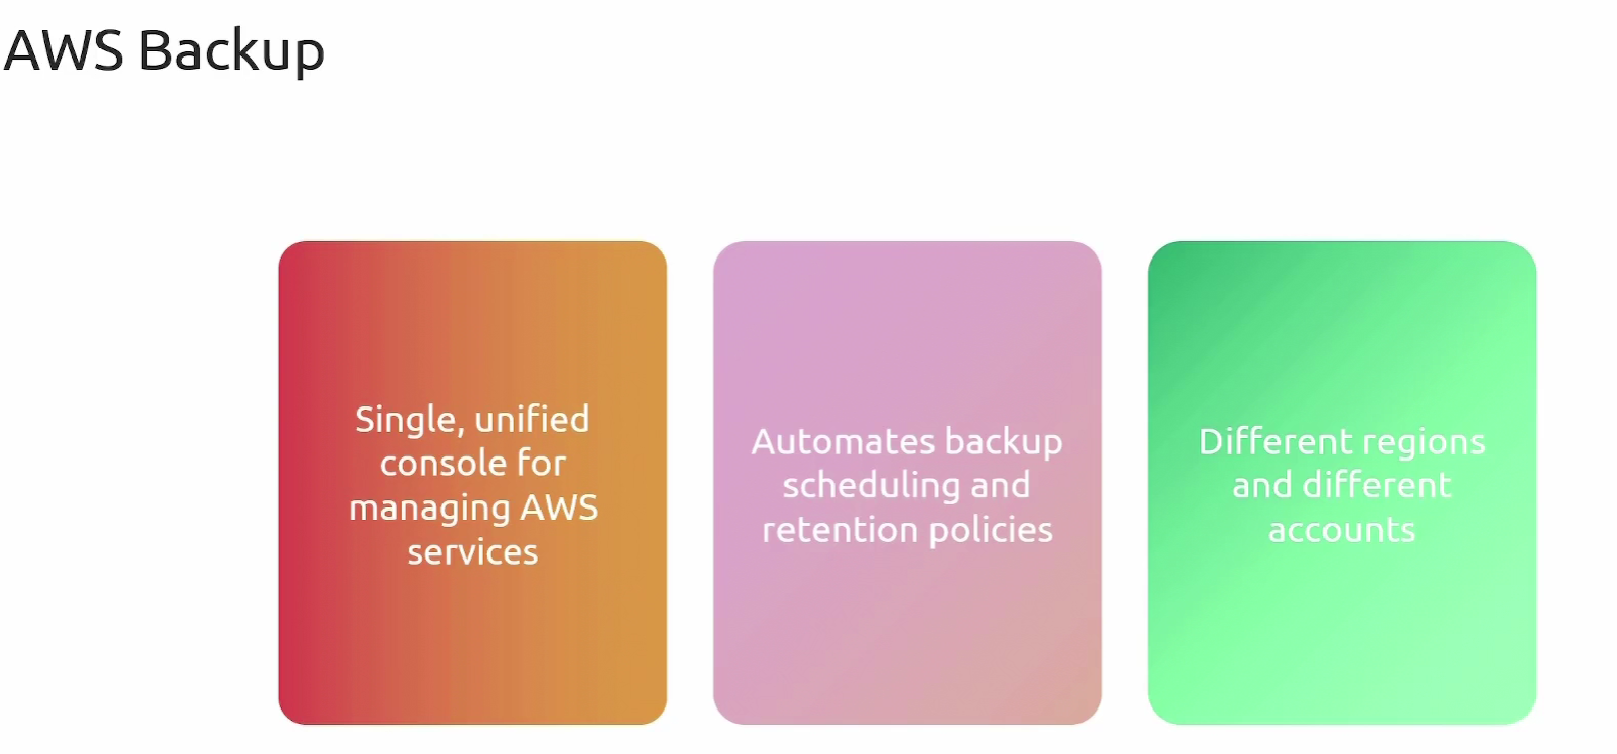 AWS Backup
Single, unified
console for
managing AWS
services
Automates backup
scheduling and
retention policies
Different regions
and different
accounts